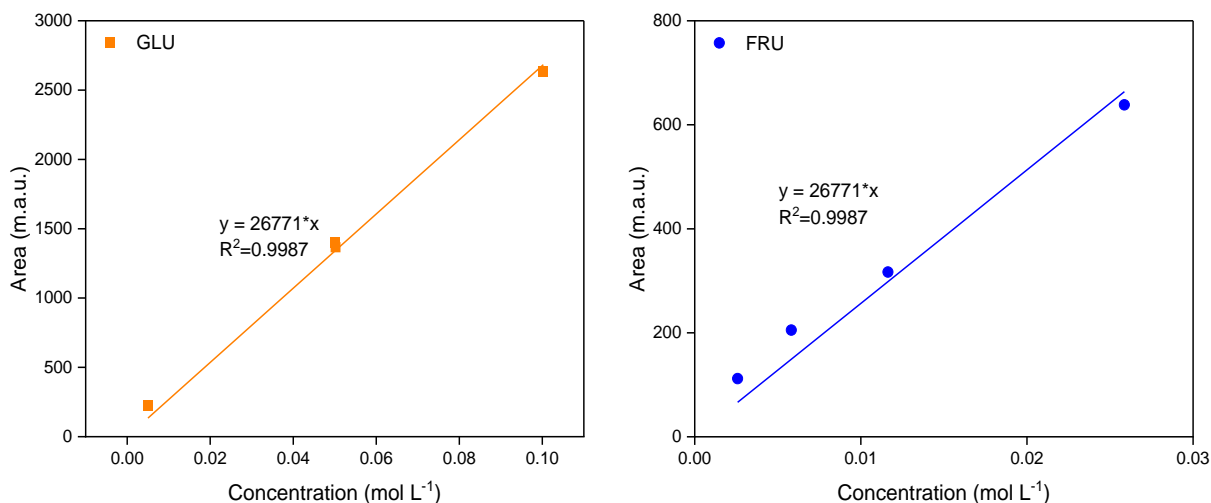 GLU
3000
2500
2000
1500
1000
500
0
Area (m.a.u.)
y = 26771*x
R²=0.9987
0.00 0.02 0.04 0.06 0.08 0.10
Concentration (mol L⁻¹)
FRU
800
600
400
200
0
Area (m.a.u.)
y = 26771*x
R²=0.9987
0.00 0.01 0.02 0.03
Concentration (mol L⁻¹)